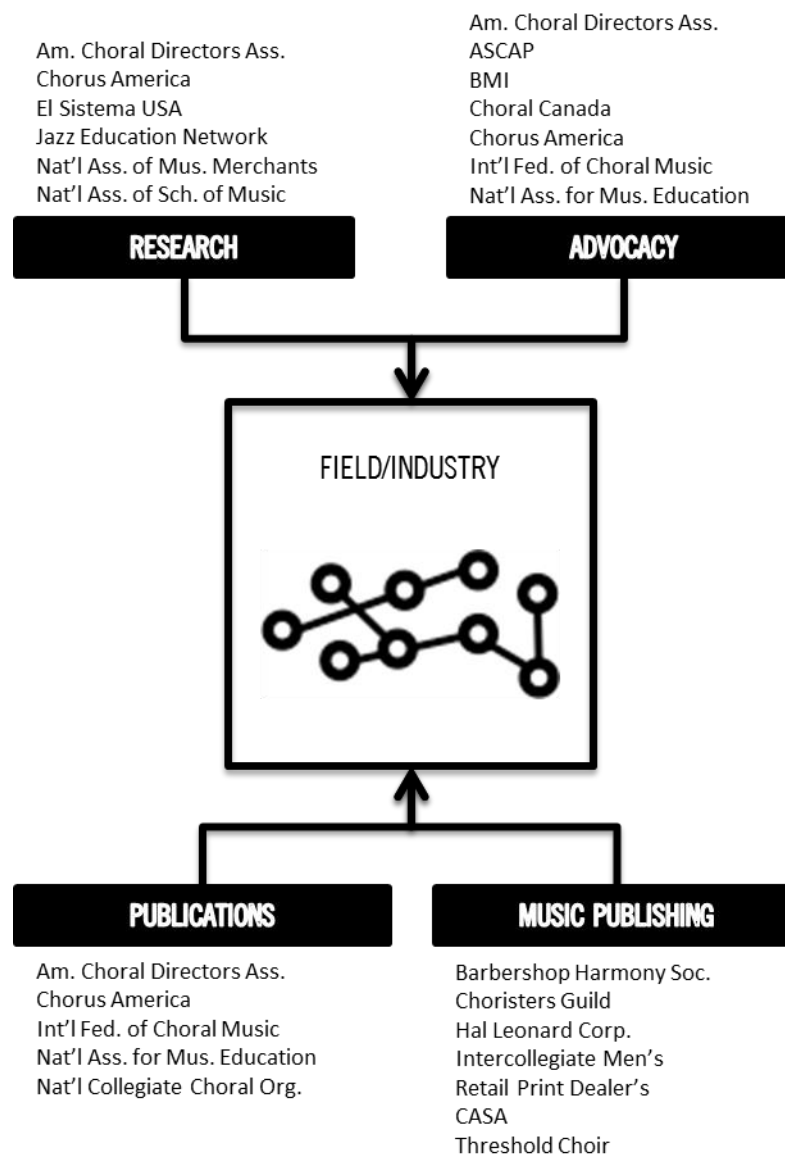 Am. Choral Directors Ass.
Chorus America
El Sistema USA
Jazz Education Network
Nat’l Ass. of Mus. Merchants
Nat’l Ass. of Sch. of Music
RESEARCH
Am. Choral Directors Ass.
ASCAP
BMI
Choral Canada
Chorus America
Int’l Fed. of Choral Music
Nat’l Ass. for Mus. Education
ADVOCACY
FIELD/INDUSTRY
PUBLICATIONS
Am. Choral Directors Ass.
Chorus America
Int’l Fed. of Choral Music
Nat’l Ass. for Mus. Education
Nat’l Collegiate Choral Org.
MUSIC PUBLISHING
Barbershop Harmony Soc.
Choristers Guild
Hal Leonard Corp.
Intercollegiate Men’s
Retail Print Dealer’s
CASA
Threshold Choir